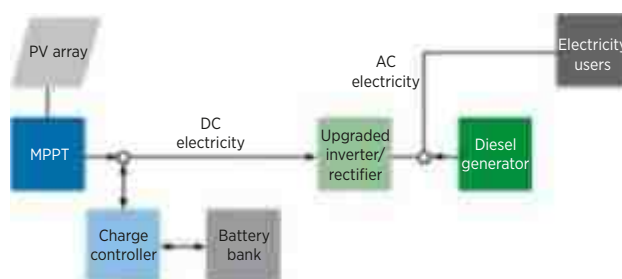 PV array
Electricity
users
AC
electricity
DC
electricity
MPPT
Upgraded
inverter/
rectifier
Diesel
generator
Charge
controller
Battery
bank